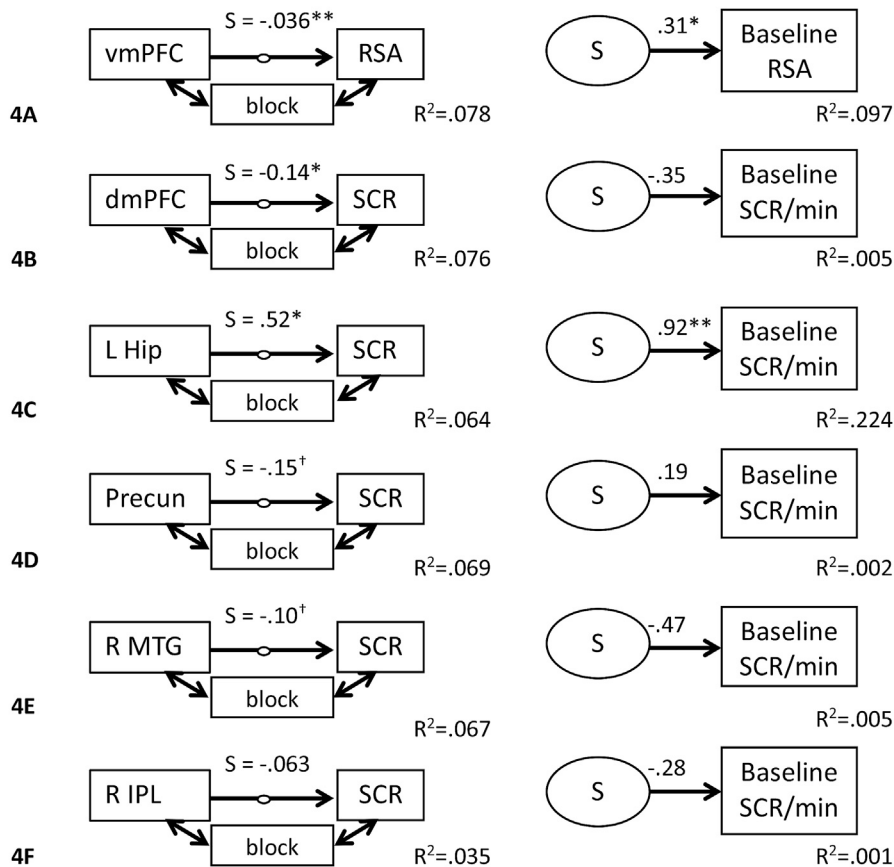 S = -.036**
vmPFC
RSA
block
4A
R²=.078
S
.31*
Baseline
RSA
R²=.097
S = -0.14*
dmPFC
SCR
block
4B
R²=.076
S
-.35
Baseline
SCR/min
R²=.005
S = .52*
L Hip
SCR
block
4C
R²=.064
S
.92**
Baseline
SCR/min
R²=.224
S = -.15†
Precun
SCR
block
4D
R²=.069
S
.19
Baseline
SCR/min
R²=.002
S = -.10†
R MTG
SCR
block
4E
R²=.067
S
-.47
Baseline
SCR/min
R²=.005
S = -.063
R IPL
SCR
block
4F
R²=.035
S
-.28
Baseline
SCR/min
R²=.001